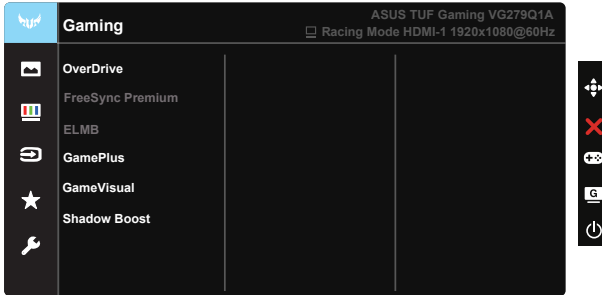 Gaming
ASUS TUF Gaming VG279Q1A
Racing Mode HDMI-1 1920x1080@60Hz
OverDrive
FreeSync Premium
ELMB
GamePlus
GameVisual
Shadow Boost
G